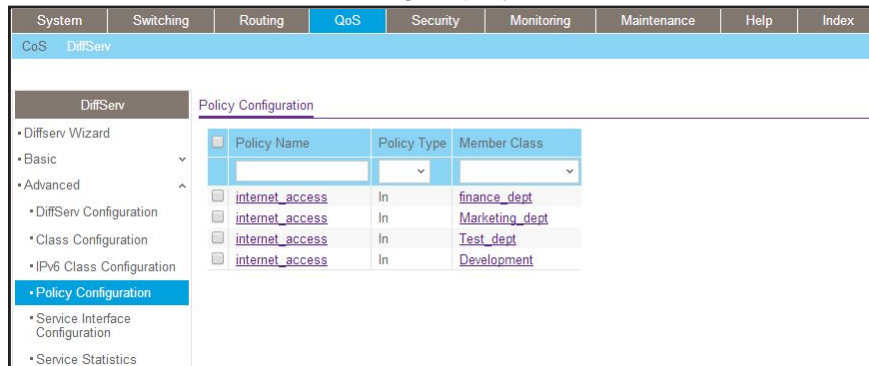 System Switching Routing QoS Security Monitoring Maintenance Help Index
CoS DiffServ
DiffServ
Diffserv Wizard
Basic
Advanced
DiffServ Configuration
Class Configuration
IPv6 Class Configuration
Policy Configuration
Service Interface
Configuration
Service Statistics
Policy Configuration
Policy Name Policy Type Member Class
internet_access In finance_dept
internet_access In Marketing_dept
internet_access In Test_dept
internet_access In Development